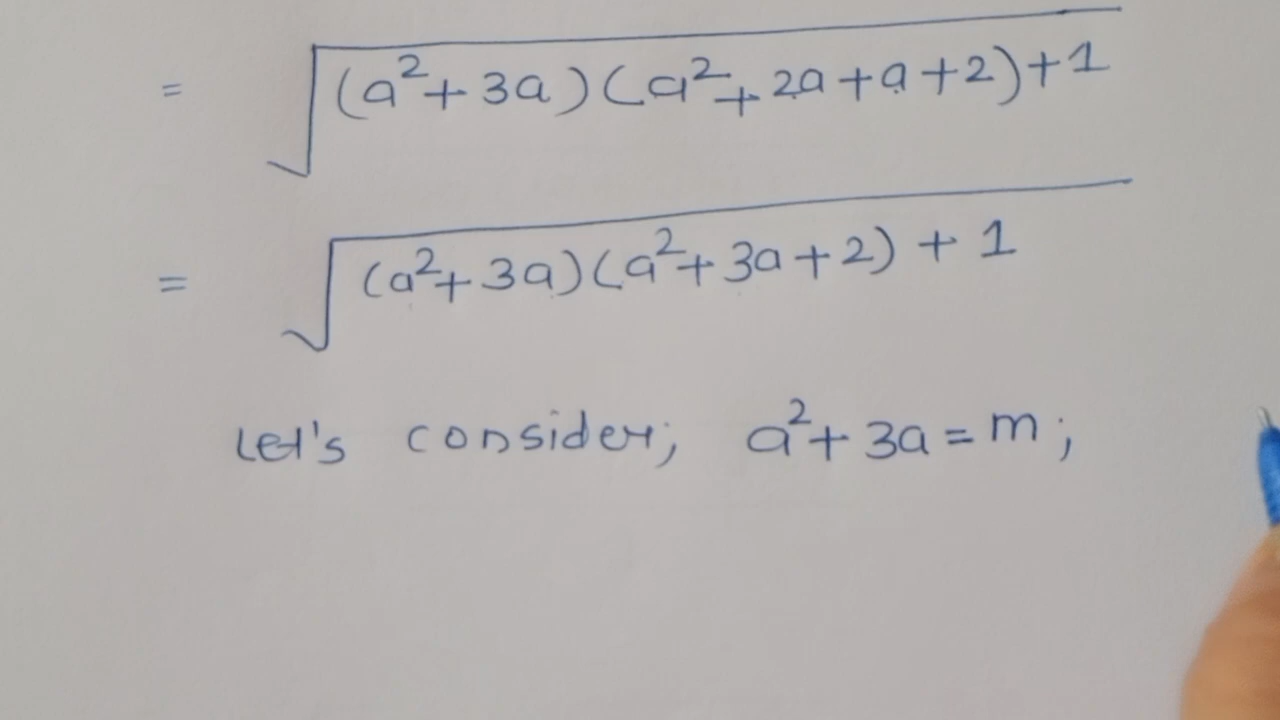 = √(a²+3a)(a²+2a+a+2)+1
= √(a²+3a)(a²+3a+2)+1
Let's consider; a²+3a=m;